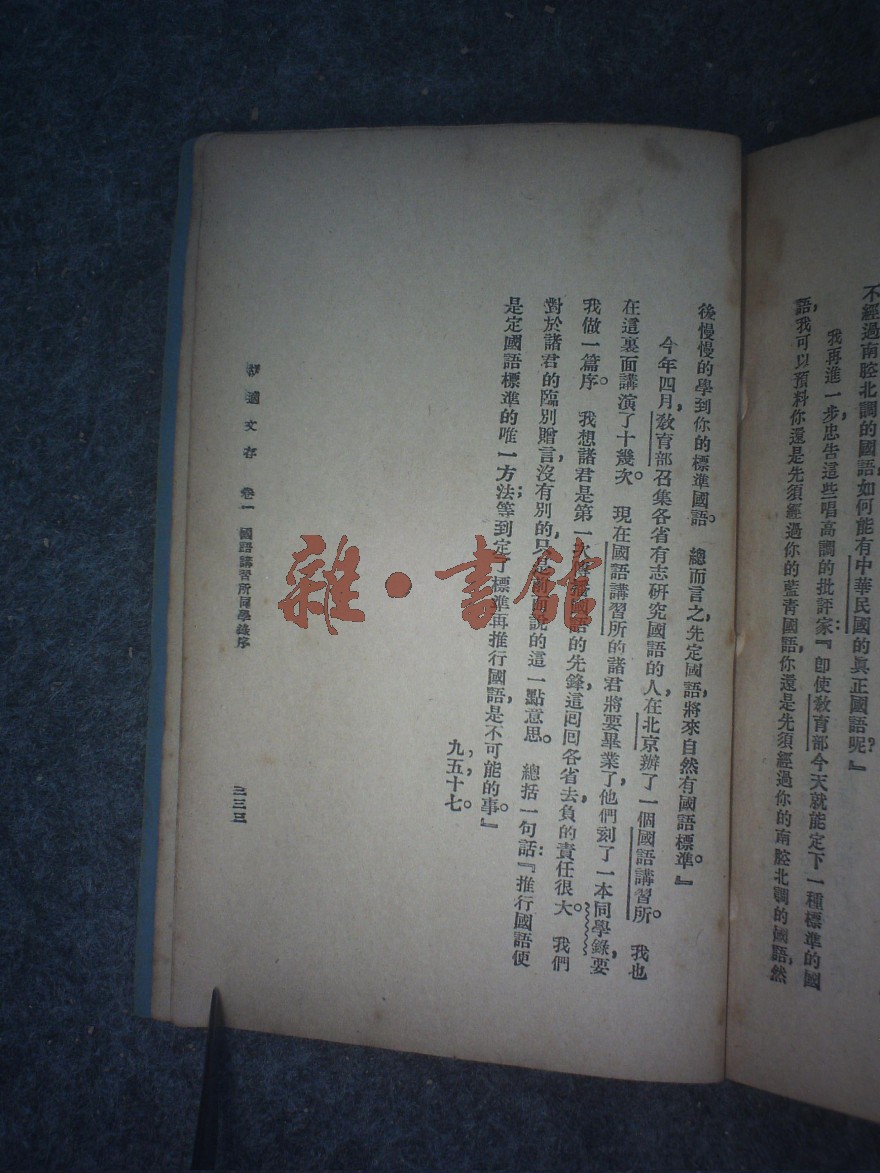 不經過南腔北調的國語,如何能有中華民國的眞正國語呢?』
我再進一步忠告這些唱高調的批評家:『卽使敎育部今天就能定下一種標準的國
語,我可以預料你還是先須經過你的藍青國語,你還是先須經過你的南腔北調的國語,然
後慢慢的學到你的標準國語。總而言之,先定國語,將來自然有國語標準。』
今年四月,敎育部召集各省有志硏究國語的人,在北京辦了一個國語講習所。我也
在這裏面講演了十幾次。現在國語講習所的諸君將要畢業了,他們刻了一本同學錄,要
我做一篇序。我想諸君是第一次傳播國語的先鋒,這回回各省去,負的責任很大。我們
對於諸君的臨別贈言沒有別的,只是前面說的這一點意思。總括一句話:『推行國語便
是定國語標準的唯一方法;等到定了標準再推行國語,是不可能的事。』
九,五,十七。
胡適文存 卷一 國語講習所同學錄序
三三三
雜·書館